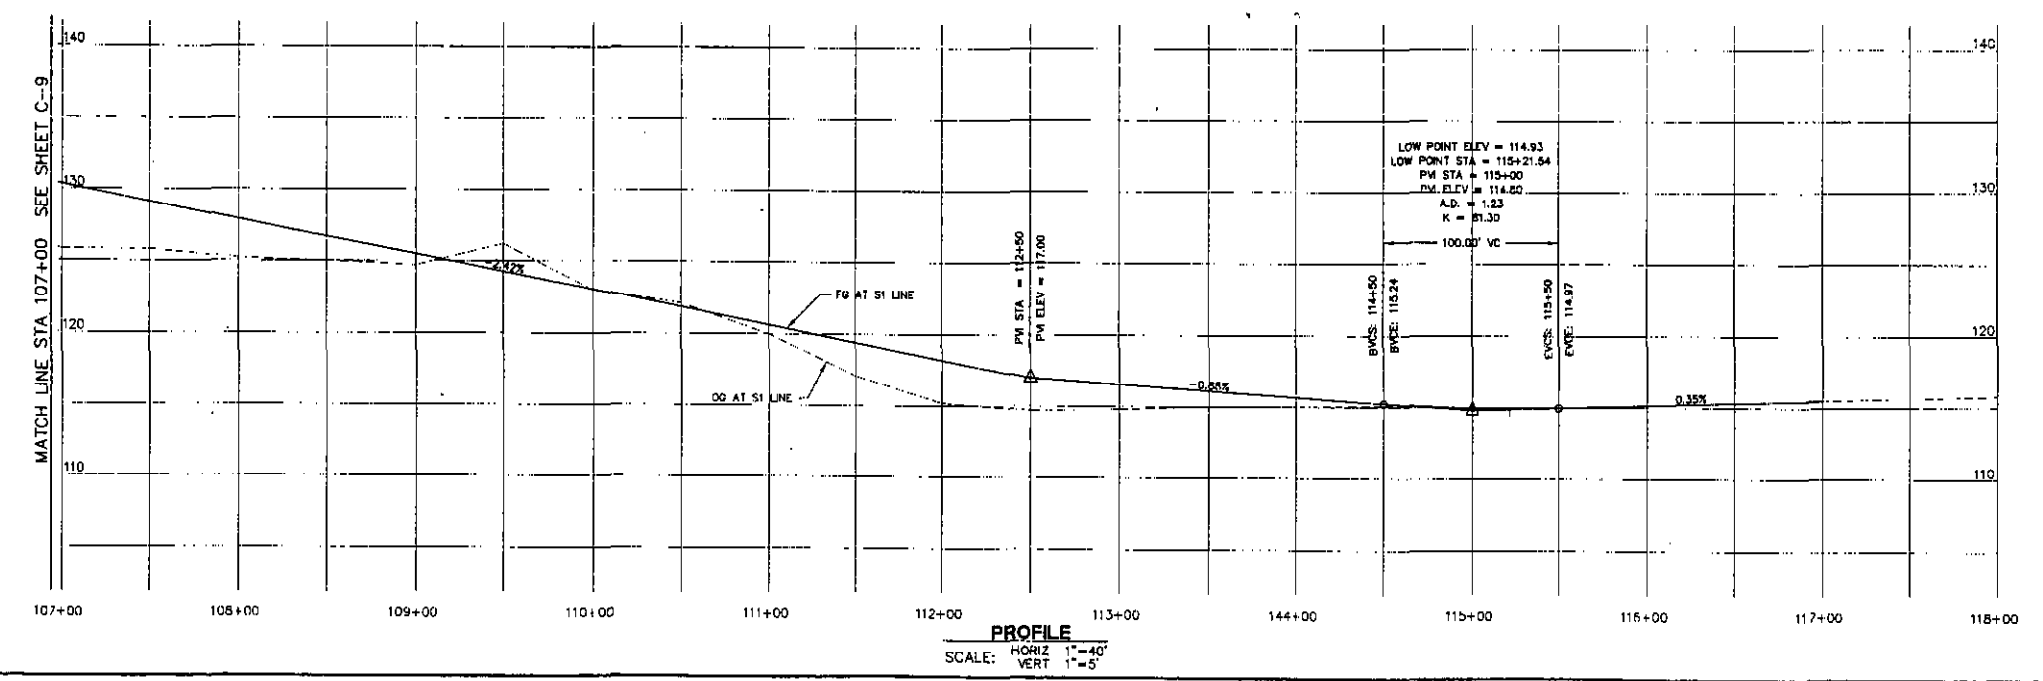 140
140
MATCH LINE STA 107+00 SEE SHEET C-9
LOW POINT ELEV = 114.93
LOW POINT STA = 115+21.54
PVI STA = 115+00
PVI ELEV = 114.80
A.D. = 1.23
K = 81.30
130
130
100.00' VC
-2.42%
FG AT S1 LINE
PVI STA = 112+50
PVI ELEV = 117.00
BVCS: 114+50
BVCE: 115.24
EVCS: 115+50
EVCE: 114.97
120
120
-0.88%
OG AT S1 LINE
0.35%
110
110
107+00 108+00 109+00 110+00 111+00 112+00 113+00 144+00 115+00 116+00 117+00 118+00
PROFILE
SCALE: HORIZ 1"=40'
VERT 1"=5'